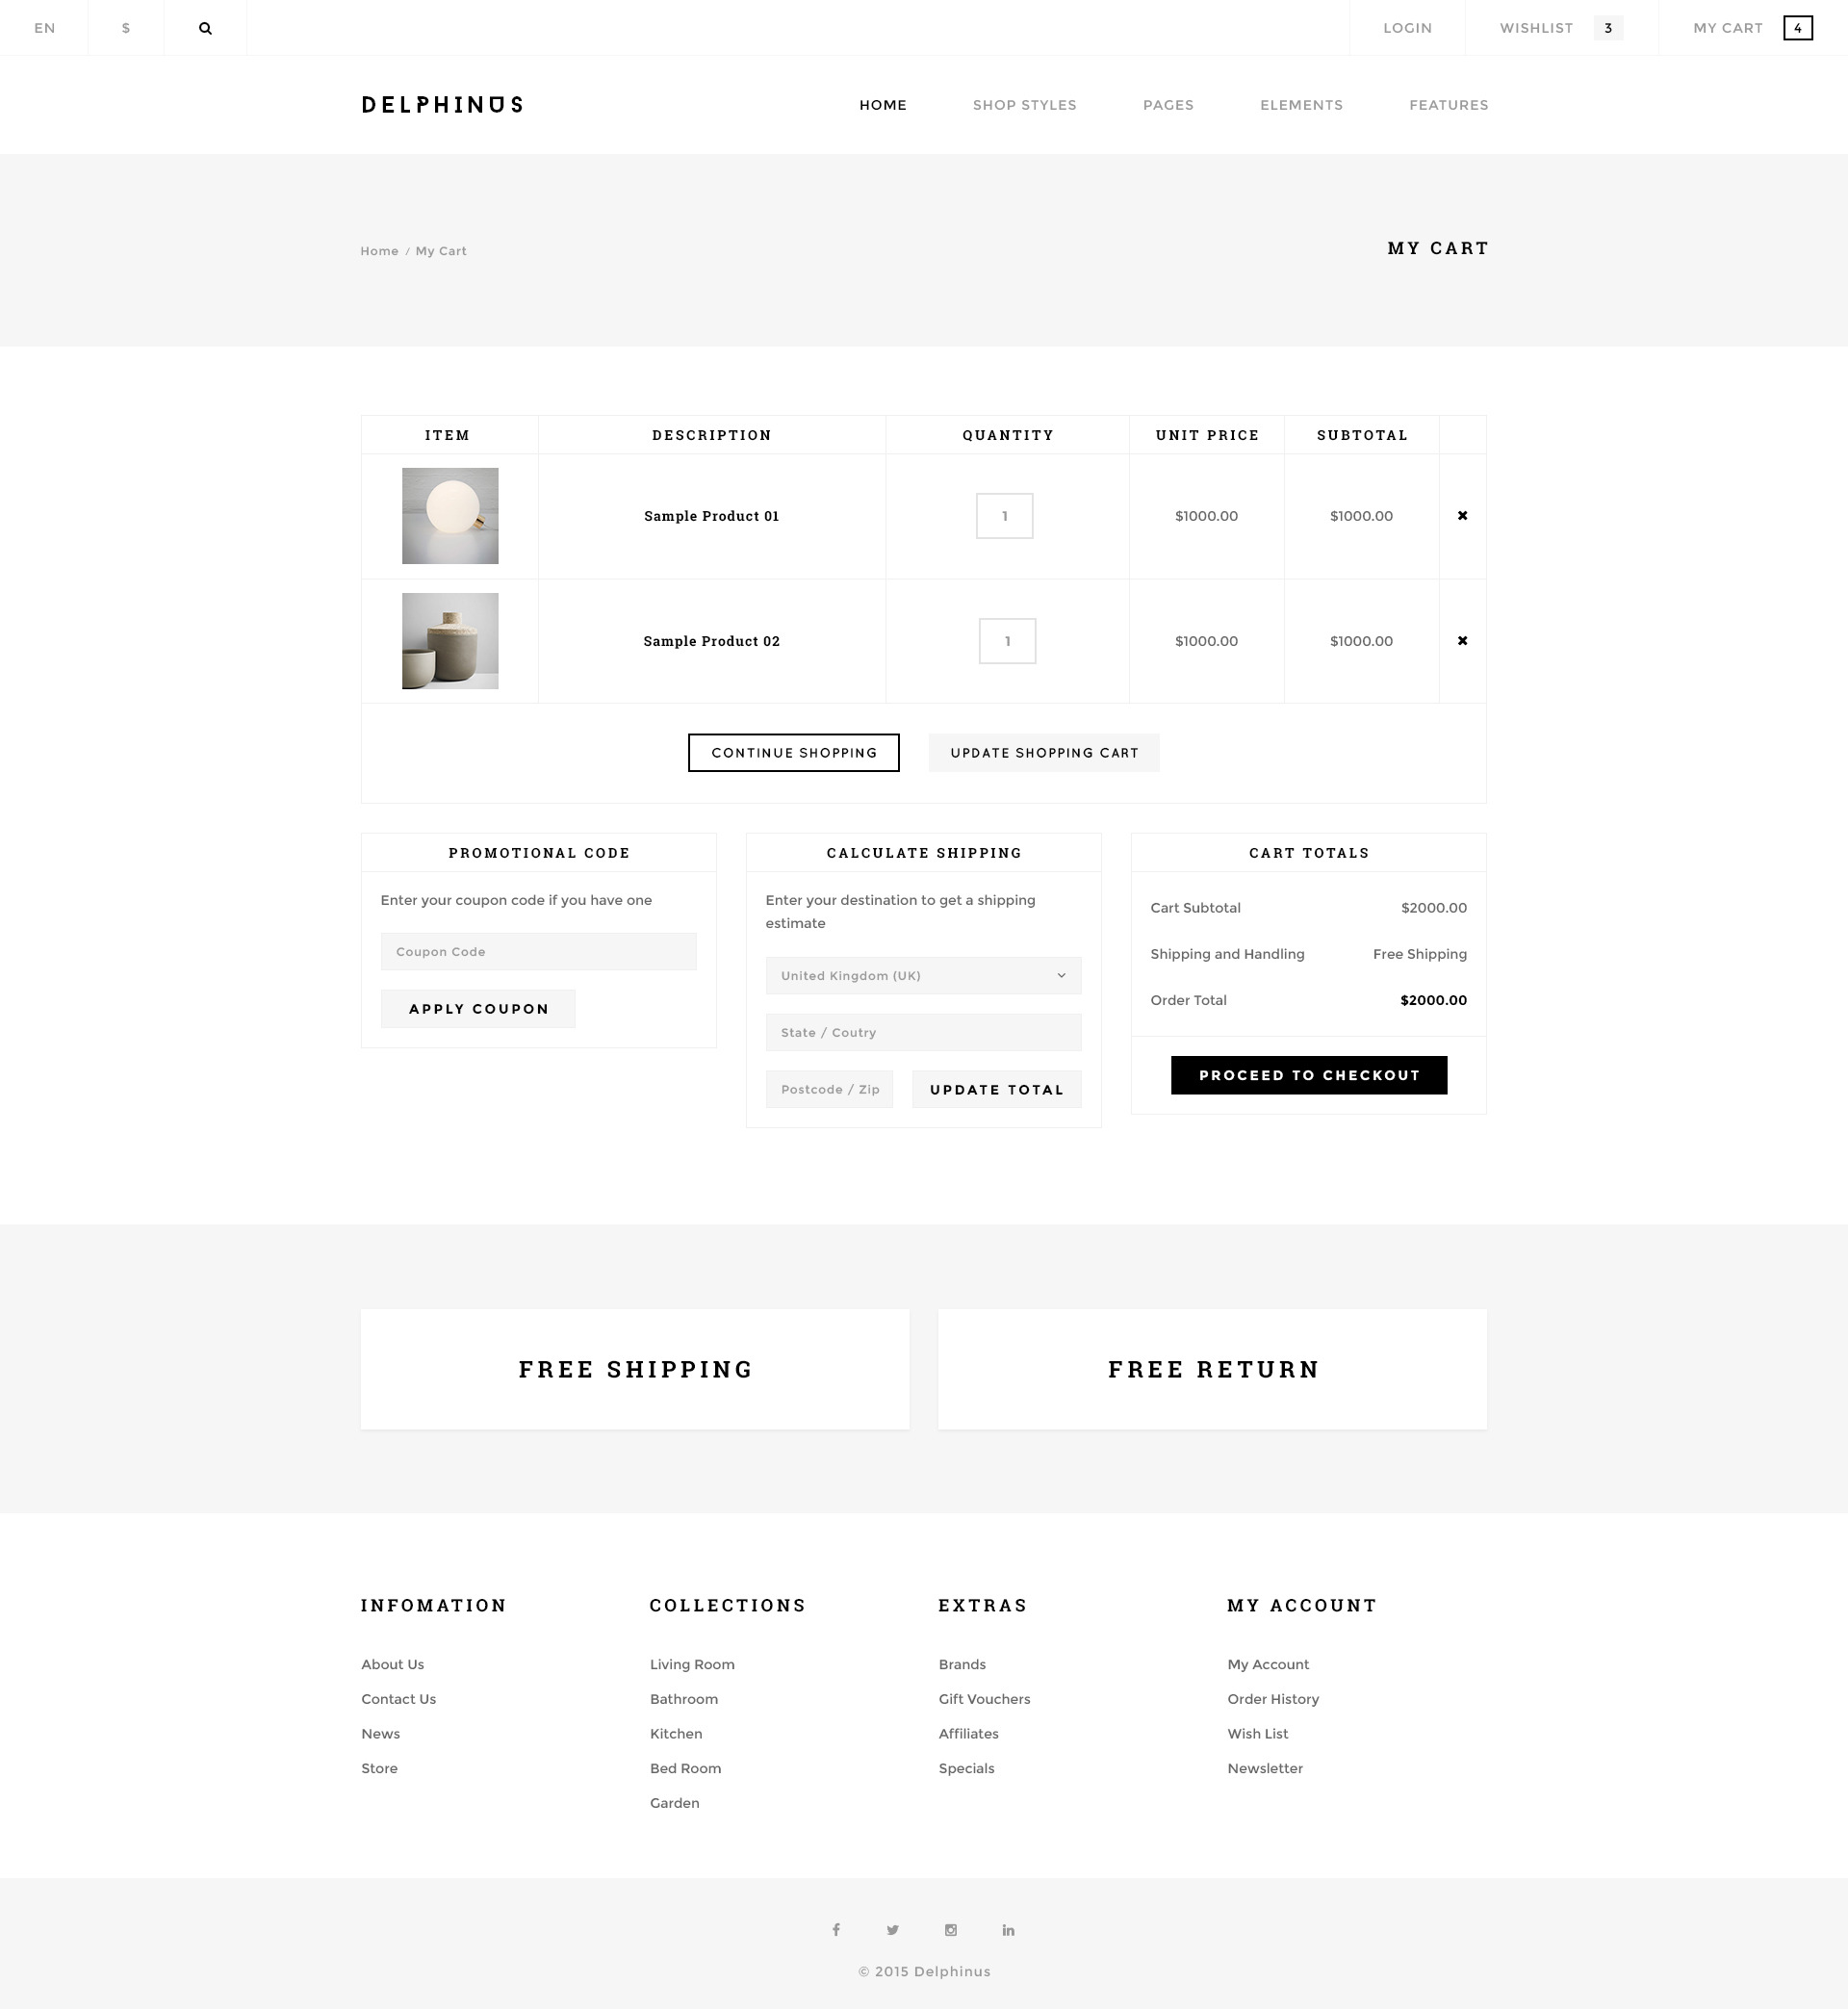 EN $ LOGIN WISHLIST 3 MY CART 4
DELPHINUS HOME SHOP STYLES PAGES ELEMENTS FEATURES
Home / My Cart MY CART
ITEM DESCRIPTION QUANTITY UNIT PRICE SUBTOTAL
Sample Product 01 1 $1000.00 $1000.00
Sample Product 02 1 $1000.00 $1000.00
CONTINUE SHOPPING UPDATE SHOPPING CART
PROMOTIONAL CODE
Enter your coupon code if you have one
Coupon Code
APPLY COUPON
CALCULATE SHIPPING
Enter your destination to get a shipping
estimate
United Kingdom (UK)
State / Coutry
Postcode / Zip UPDATE TOTAL
CART TOTALS
Cart Subtotal $2000.00
Shipping and Handling Free Shipping
Order Total $2000.00
PROCEED TO CHECKOUT
FREE SHIPPING FREE RETURN
INFOMATION
About Us
Contact Us
News
Store
COLLECTIONS
Living Room
Bathroom
Kitchen
Bed Room
Garden
EXTRAS
Brands
Gift Vouchers
Affiliates
Specials
MY ACCOUNT
My Account
Order History
Wish List
Newsletter
© 2015 Delphinus